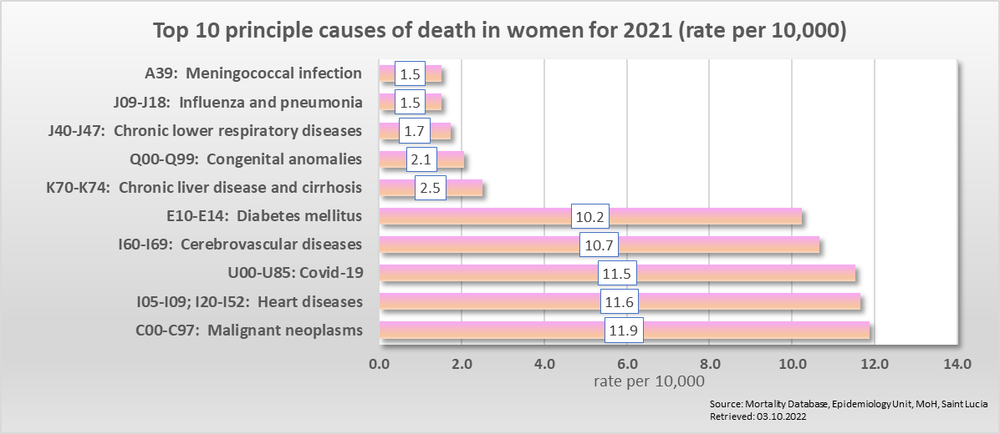 Top 10 principle causes of death in women for 2021 (rate per 10,000)
A39:  Meningococcal infection 1.5
J09-J18:  Influenza and pneumonia 1.5
J40-J47:  Chronic lower respiratory diseases 1.7
Q00-Q99:  Congenital anomalies 2.1
K70-K74:  Chronic liver disease and cirrhosis 2.5
E10-E14:  Diabetes mellitus 10.2
I60-I69:  Cerebrovascular diseases 10.7
U00-U85: Covid-19 11.5
I05-I09; I20-I52:  Heart diseases 11.6
C00-C97:  Malignant neoplasms 11.9
0.0 2.0 4.0 6.0 8.0 10.0 12.0 14.0
rate per 10,000
Source: Mortality Database, Epidemiology Unit, MoH, Saint Lucia
Retrieved: 03.10.2022